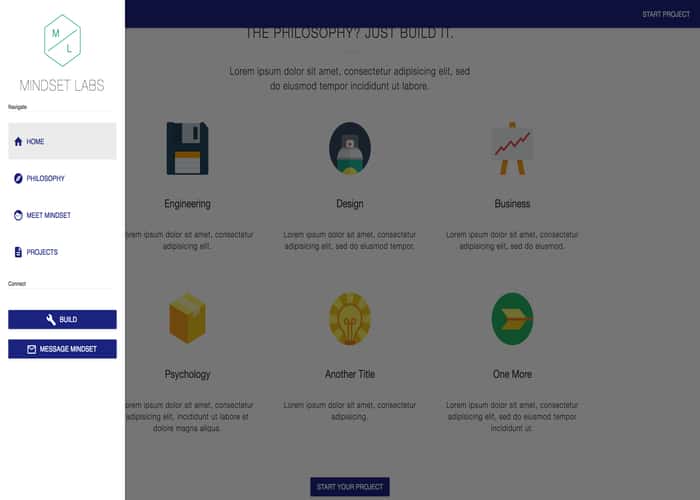 M
L
MINDSET LABS
Navigate
HOME
PHILOSOPHY
MEET MINDSET
PROJECTS
Connect
BUILD
MESSAGE MINDSET
START PROJECT
THE PHILOSOPHY? JUST BUILD IT.
Lorem ipsum dolor sit amet, consectetur adipisicing elit, sed
do eiusmod tempor incididunt ut labore.
Engineering
orem ipsum dolor sit amet, consectetur
adipisicing elit.
Design
Lorem ipsum dolor sit amet, consectetur
adipisicing elit, sed do eiusmod tempor.
Business
Lorem ipsum dolor sit amet, consectetur
adipisicing elit, sed do eiusmod.
Psychology
Lorem ipsum dolor sit amet, consectetur
adipisicing elit, incididunt ut labore et
dolore magna aliqua.
Another Title
Lorem ipsum dolor sit amet, consectetur
adipisicing.
One More
Lorem ipsum dolor sit amet, consectetur
adipisicing elit, sed do eiusmod tempor
incididunt ut.
START YOUR PROJECT